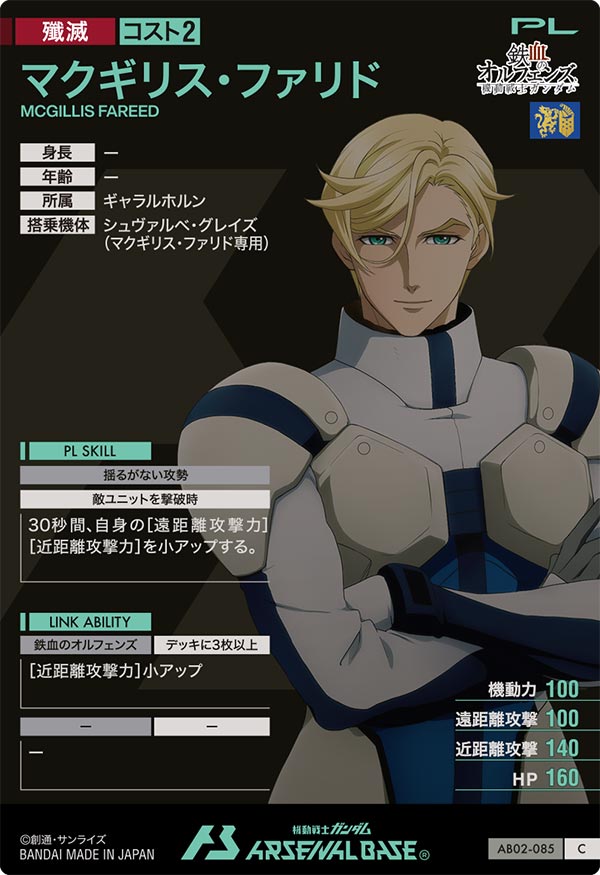 殲滅 コスト2 PL
マクギリス・ファリド
MCGILLIS FAREED
鉄血の
オルフェンズ
機動戦士ガンダム
身長 ー
年齢 ー
所属 ギャラルホルン
搭乗機体 シュヴァルベ・グレイズ
(マクギリス・ファリド専用)
PL SKILL
揺るがない攻勢
敵ユニットを撃破時
30秒間、自身の[遠距離攻撃力]
[近距離攻撃力]を小アップする。
LINK ABILITY
鉄血のオルフェンズ デッキに3枚以上
[近距離攻撃力]小アップ
ー ー
ー
機動力 100
遠距離攻撃 100
近距離攻撃 140
HP 160
©創通・サンライズ
BANDAI MADE IN JAPAN
機動戦士ガンダム
AB ARSENAL BASE®
AB02-085 C